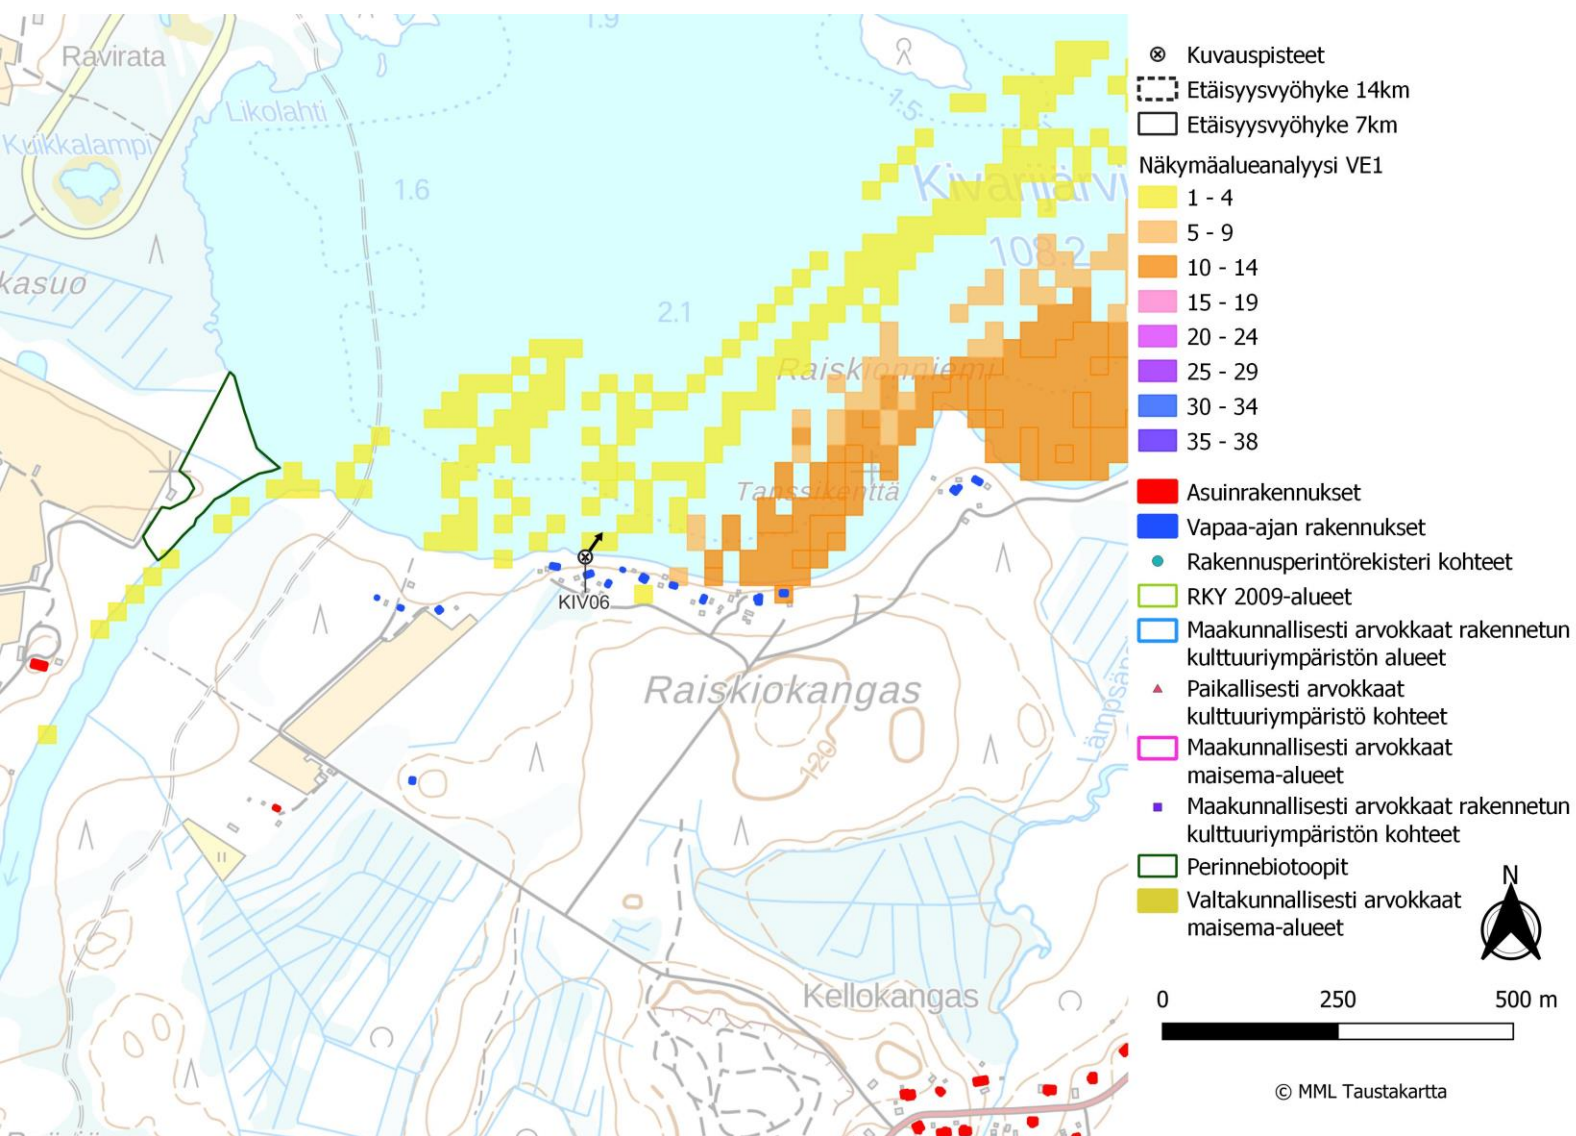 Ravirata
Likolahti
Kuikkalampi
1.9
1.5
1.6
Kivarijärvi
108.2
kasuo
2.1
Raiskionniemi
Tanssikenttä
KIV06
Raiskiokangas
120
Kellokangas
Kuvauspisteet
Etäisyysvyöhyke 14km
Etäisyysvyöhyke 7km
Näkymäalueanalyysi VE1
1 - 4
5 - 9
10 - 14
15 - 19
20 - 24
25 - 29
30 - 34
35 - 38
Asuinrakennukset
Vapaa-ajan rakennukset
Rakennusperintörekisteri kohteet
RKY 2009-alueet
Maakunnallisesti arvokkaat rakennetun
kulttuuriympäristön alueet
Paikallisesti arvokkaat
kulttuuriympäristö kohteet
Maakunnallisesti arvokkaat
maisema-alueet
Maakunnallisesti arvokkaat rakennetun
kulttuuriympäristön kohteet
Perinnebiotoopit
Valtakunnallisesti arvokkaat
maisema-alueet
N
0 250 500 m
© MML Taustakartta